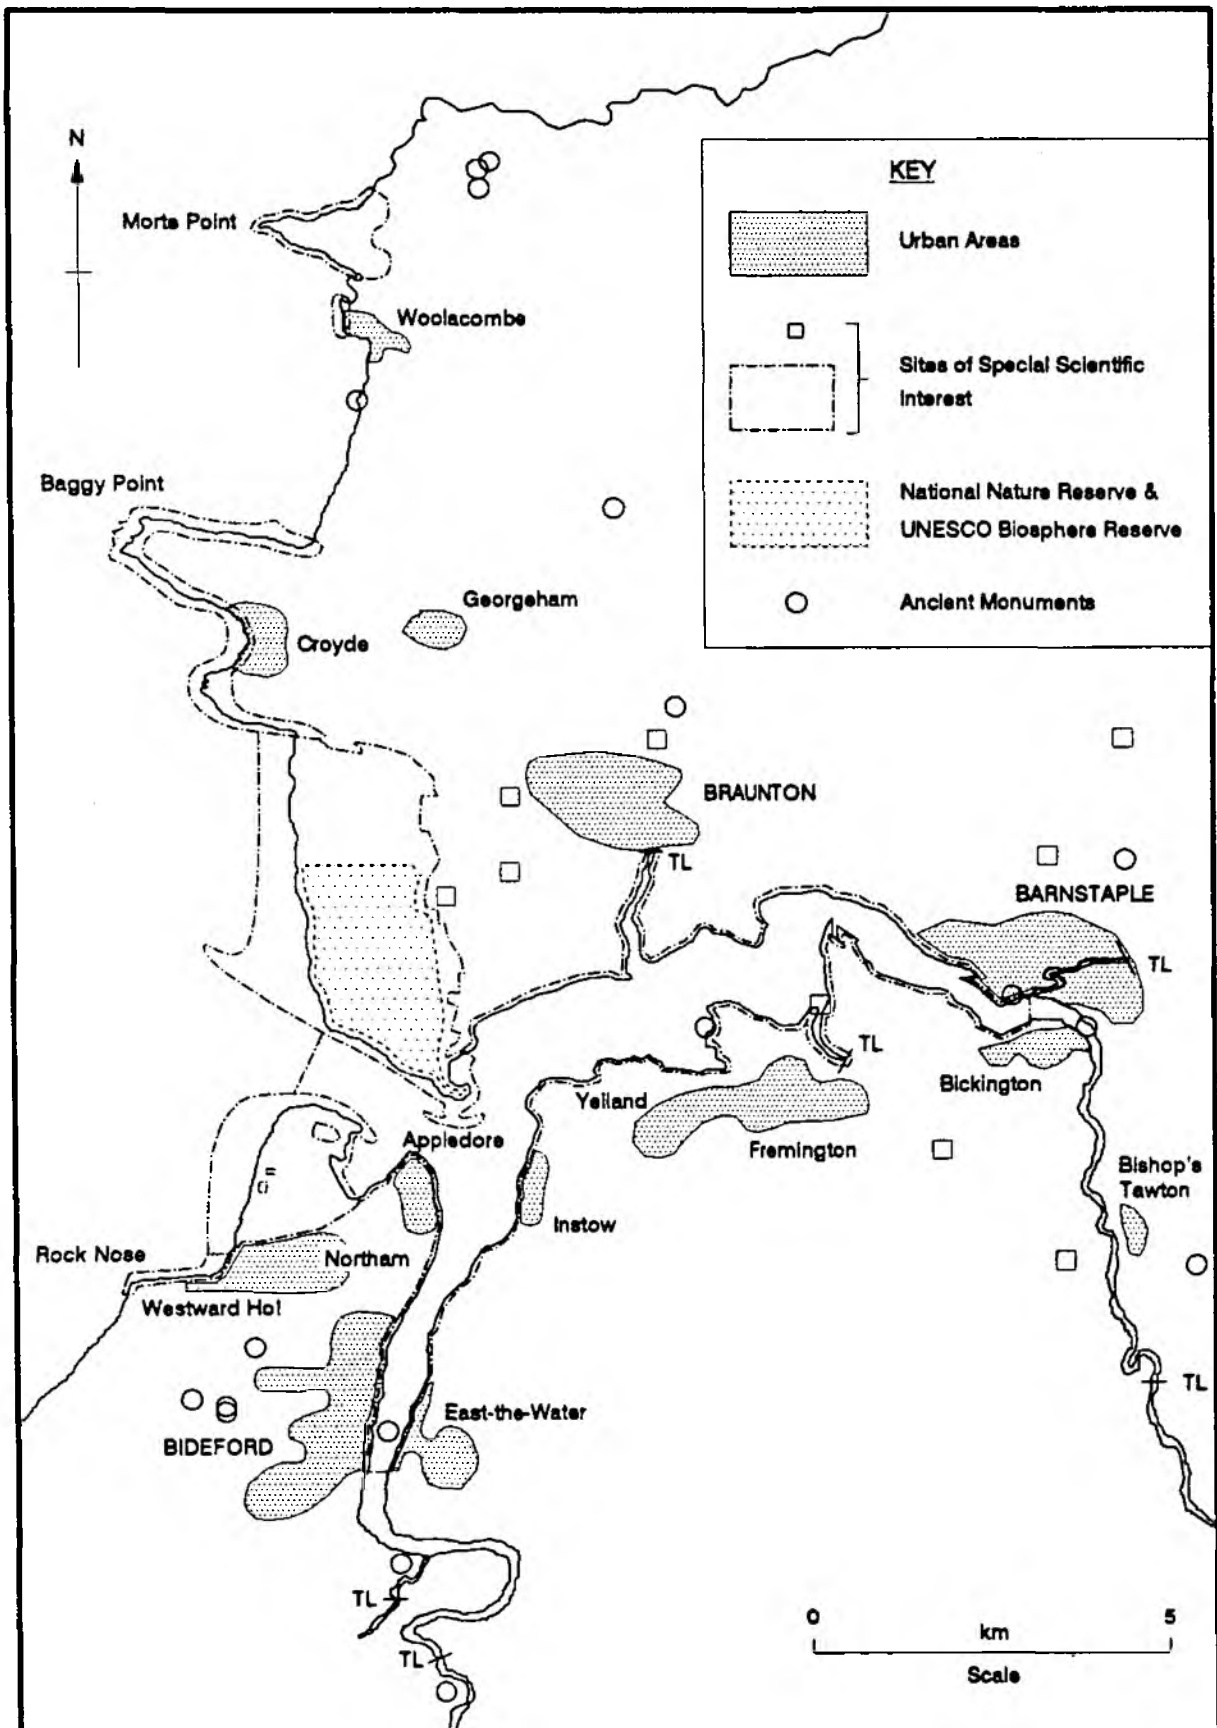 N
KEY
Morte Point
Urban Areas
Woolacombe
Sites of Special Scientific
Interest
Baggy Point
National Nature Reserve &
UNESCO Biosphere Reserve
Georgeham
Ancient Monuments
Croyde
BRAUNTON
TL
BARNSTAPLE
TL
TL
Bickington
Yelland
Appledore
Fremington
Bishop's
Tawton
Instow
Rock Nose
Northam
Westward Ho!
East-the-Water
BIDEFORD
TL
TL
TL
0
5
km
Scale